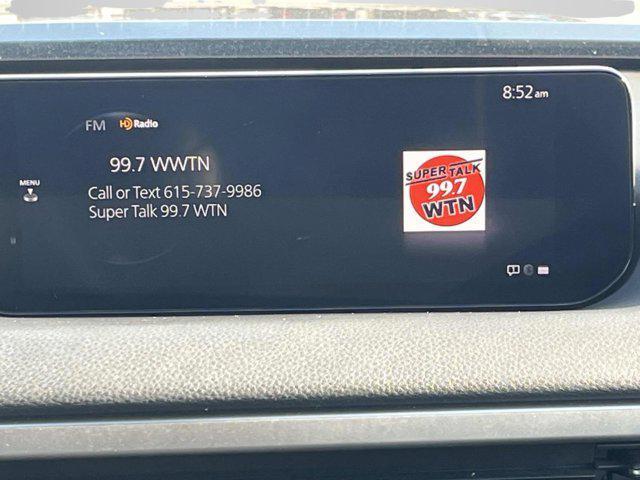 8:52am
FM HD Radio
99.7 WWTN
MENU
Call or Text 615-737-9986
Super Talk 99.7 WTN
SUPER TALK
99.7
WTN